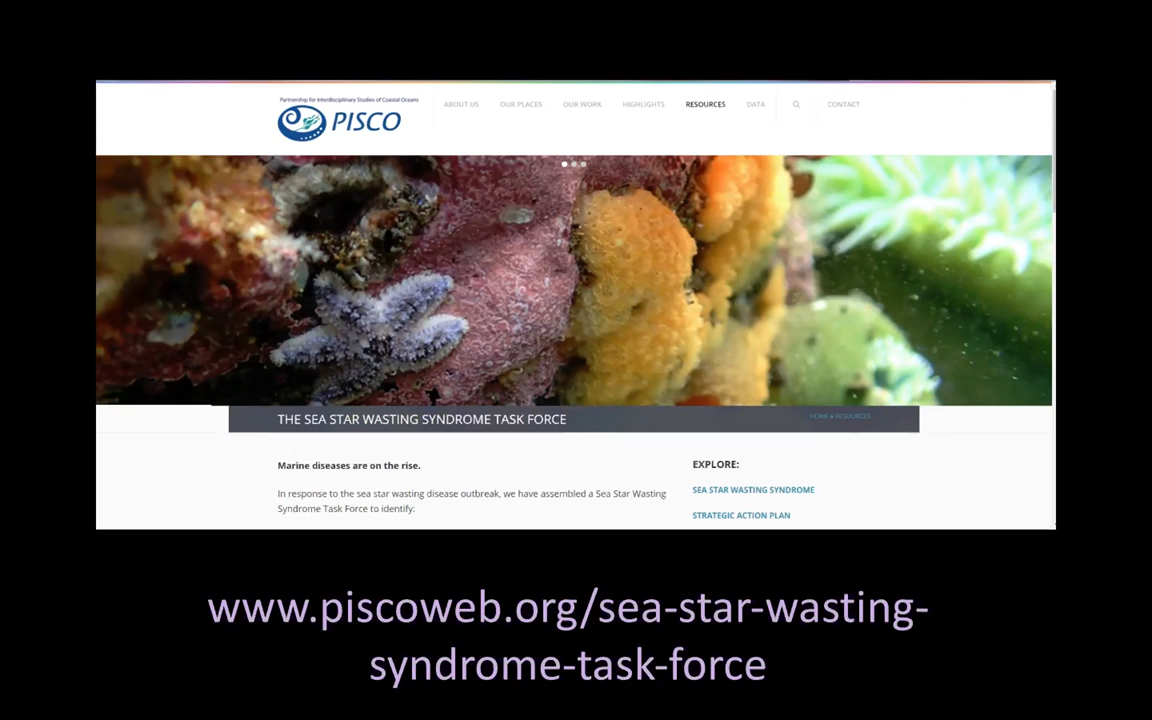 Partnership for Interdisciplinary Studies of Coastal Oceans
PISCO
ABOUT US
OUR PLACES
OUR WORK
HIGHLIGHTS
RESOURCES
DATA
CONTACT
THE SEA STAR WASTING SYNDROME TASK FORCE
HOME » RESOURCES
Marine diseases are on the rise.
In response to the sea star wasting disease outbreak, we have assembled a Sea Star Wasting
Syndrome Task Force to identify:
EXPLORE:
SEA STAR WASTING SYNDROME
STRATEGIC ACTION PLAN
www.piscoweb.org/sea-star-wasting-
syndrome-task-force